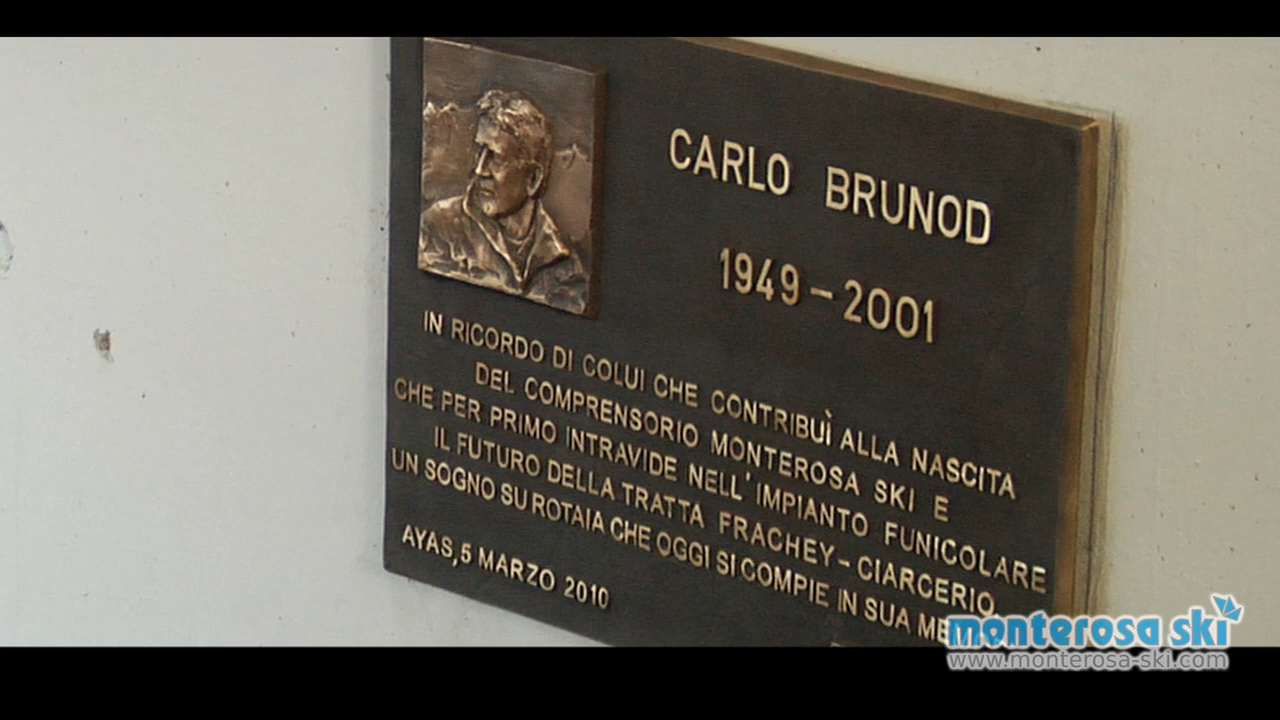 CARLO BRUNOD
1949 – 2001
IN RICORDO DI COLUI CHE CONTRIBUÌ ALLA NASCITA
DEL COMPRENSORIO MONTEROSA SKI E
CHE PER PRIMO INTRAVIDE NELL'IMPIANTO FUNICOLARE
IL FUTURO DELLA TRATTA FRACHEY – CIARCERIO,
UN SOGNO SU ROTAIA CHE OGGI SI COMPIE IN SUA
AYAS, 5 MARZO 2010
monterosa ski
www.monterosa-ski.com